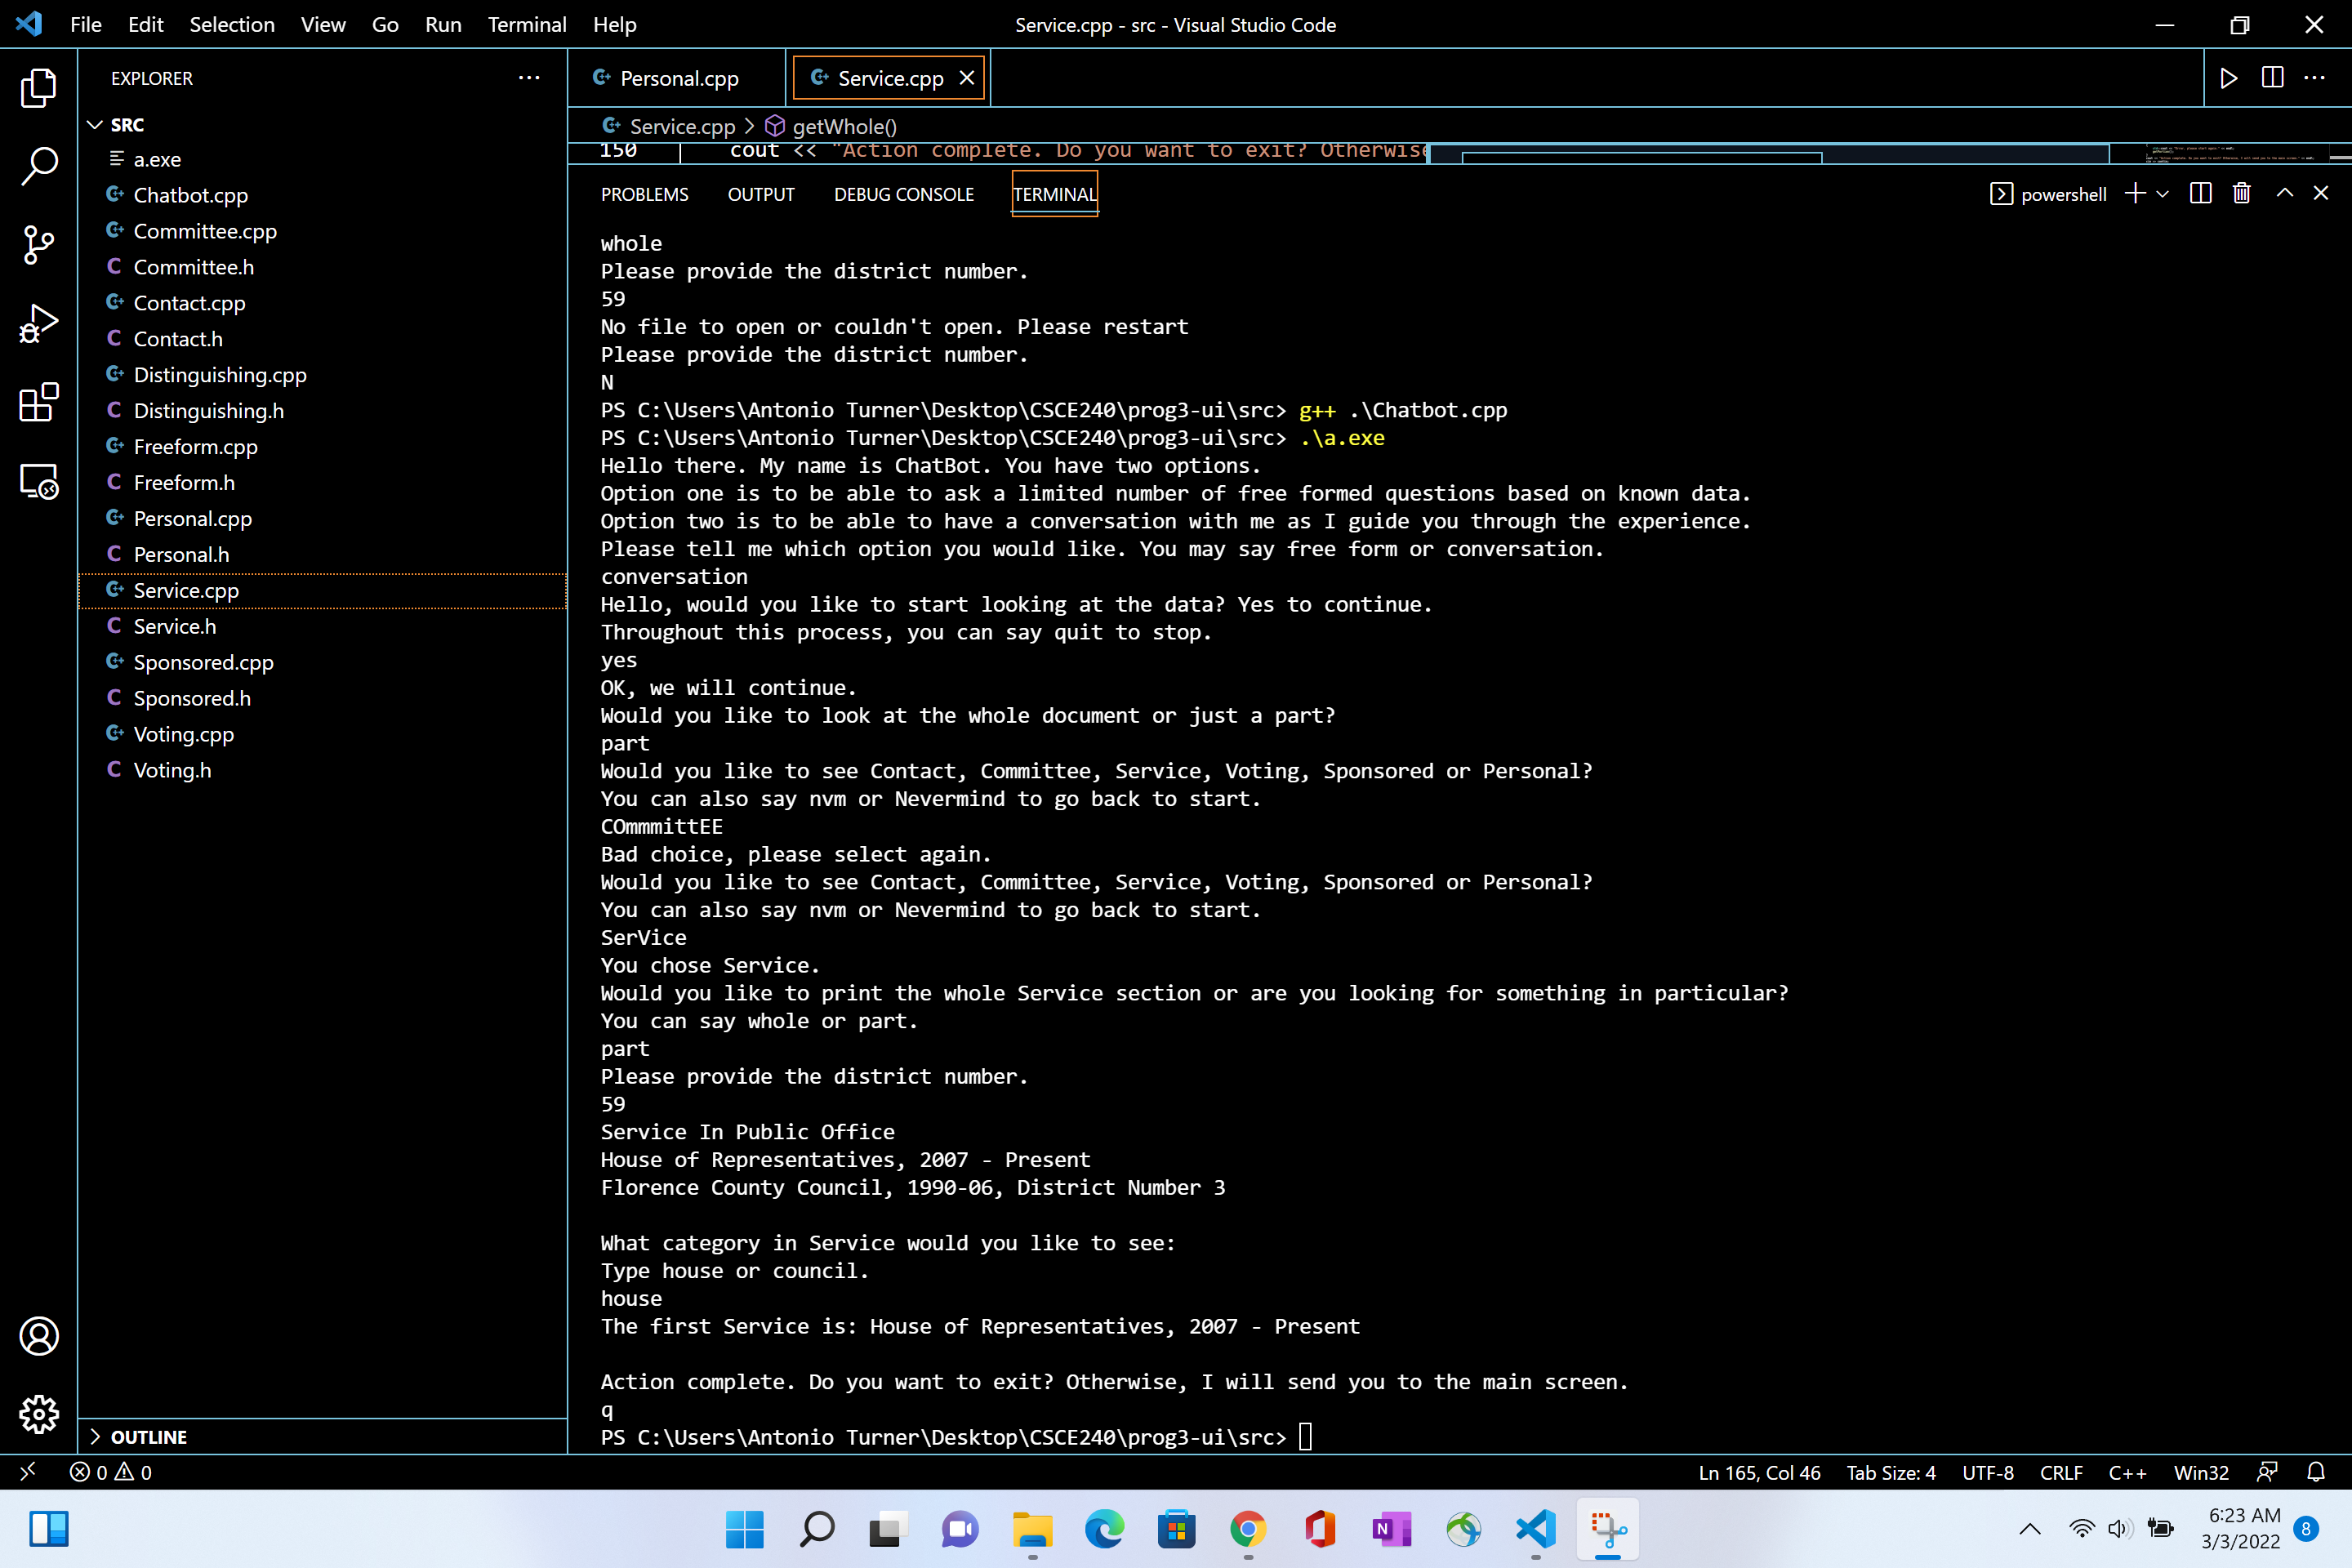 File Edit Selection View Go Run Terminal Help
Service.cpp - src - Visual Studio Code
EXPLORER
SRC
a.exe
Chatbot.cpp
Committee.cpp
Committee.h
Contact.cpp
Contact.h
Distinguishing.cpp
Distinguishing.h
Freeform.cpp
Freeform.h
Personal.cpp
Personal.h
Service.cpp
Service.h
Sponsored.cpp
Sponsored.h
Voting.cpp
Voting.h
OUTLINE
Personal.cpp
Service.cpp
Service.cpp > getWhole()
150 cout << "Action complete. Do you want to exit? Otherwise
PROBLEMS OUTPUT DEBUG CONSOLE TERMINAL
powershell
whole
Please provide the district number.
59
No file to open or couldn't open. Please restart
Please provide the district number.
N
PS C:\Users\Antonio Turner\Desktop\CSCE240\prog3-ui\src> g++ .\Chatbot.cpp
PS C:\Users\Antonio Turner\Desktop\CSCE240\prog3-ui\src> .\a.exe
Hello there. My name is ChatBot. You have two options.
Option one is to be able to ask a limited number of free formed questions based on known data.
Option two is to be able to have a conversation with me as I guide you through the experience.
Please tell me which option you would like. You may say free form or conversation.
conversation
Hello, would you like to start looking at the data? Yes to continue.
Throughout this process, you can say quit to stop.
yes
OK, we will continue.
Would you like to look at the whole document or just a part?
part
Would you like to see Contact, Committee, Service, Voting, Sponsored or Personal?
You can also say nvm or Nevermind to go back to start.
COmmmittEE
Bad choice, please select again.
Would you like to see Contact, Committee, Service, Voting, Sponsored or Personal?
You can also say nvm or Nevermind to go back to start.
SerVice
You chose Service.
Would you like to print the whole Service section or are you looking for something in particular?
You can say whole or part.
part
Please provide the district number.
59
Service In Public Office
House of Representatives, 2007 - Present
Florence County Council, 1990-06, District Number 3
What category in Service would you like to see:
Type house or council.
house
The first Service is: House of Representatives, 2007 - Present
Action complete. Do you want to exit? Otherwise, I will send you to the main screen.
q
PS C:\Users\Antonio Turner\Desktop\CSCE240\prog3-ui\src>
0 0
Ln 165, Col 46 Tab Size: 4 UTF-8 CRLF C++ Win32
6:23 AM
3/3/2022
8